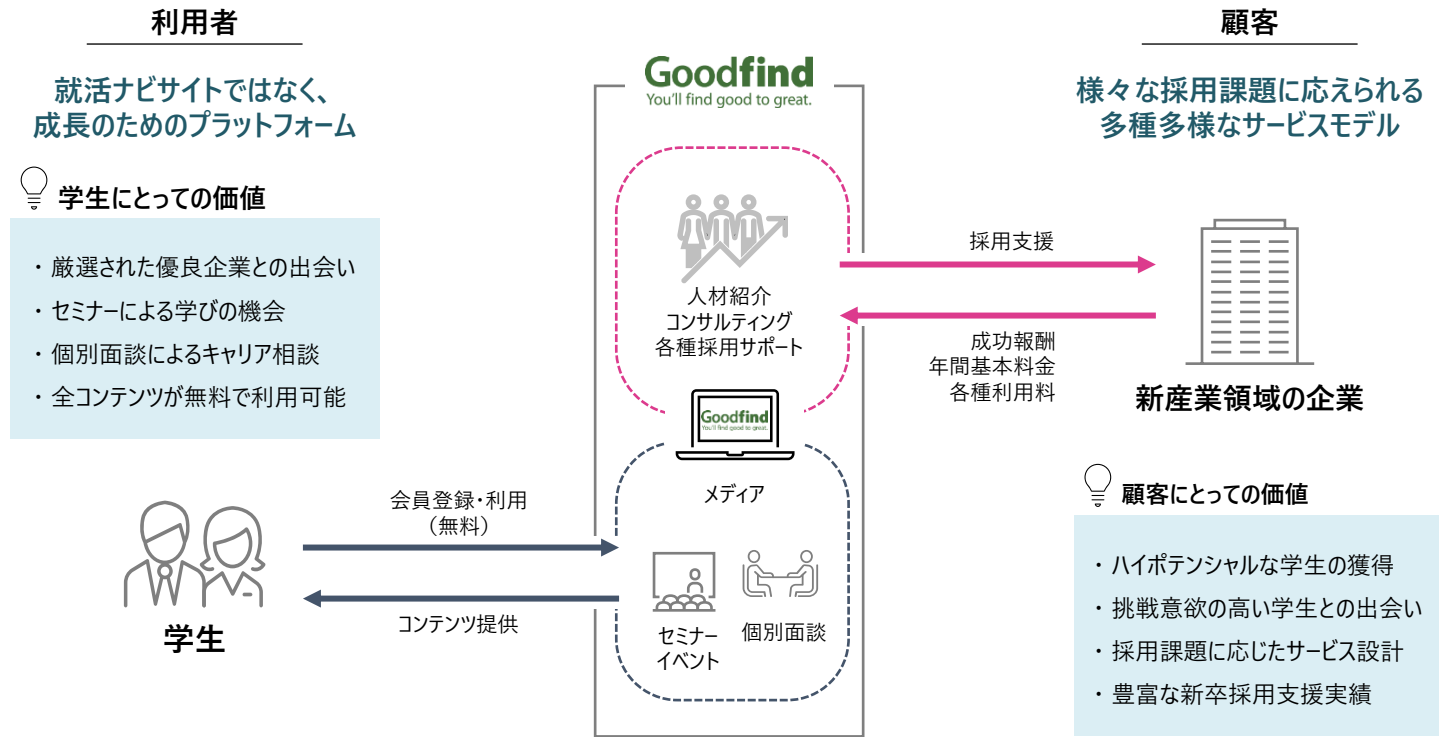 利用者
就活ナビサイトではなく、
成長のためのプラットフォーム
学生にとっての価値
・厳選された優良企業との出会い
・セミナーによる学びの機会
・個別面談によるキャリア相談
・全コンテンツが無料で利用可能
学生
会員登録・利用
（無料）
コンテンツ提供
Goodfind
You'll find good to great.
人材紹介
コンサルティング
各種採用サポート
Goodfind
You'll find good to great.
メディア
セミナー
イベント
個別面談
採用支援
成功報酬
年間基本料金
各種利用料
顧客
様々な採用課題に応えられる
多種多様なサービスモデル
新産業領域の企業
顧客にとっての価値
・ハイポテンシャルな学生の獲得
・挑戦意欲の高い学生との出会い
・採用課題に応じたサービス設計
・豊富な新卒採用支援実績